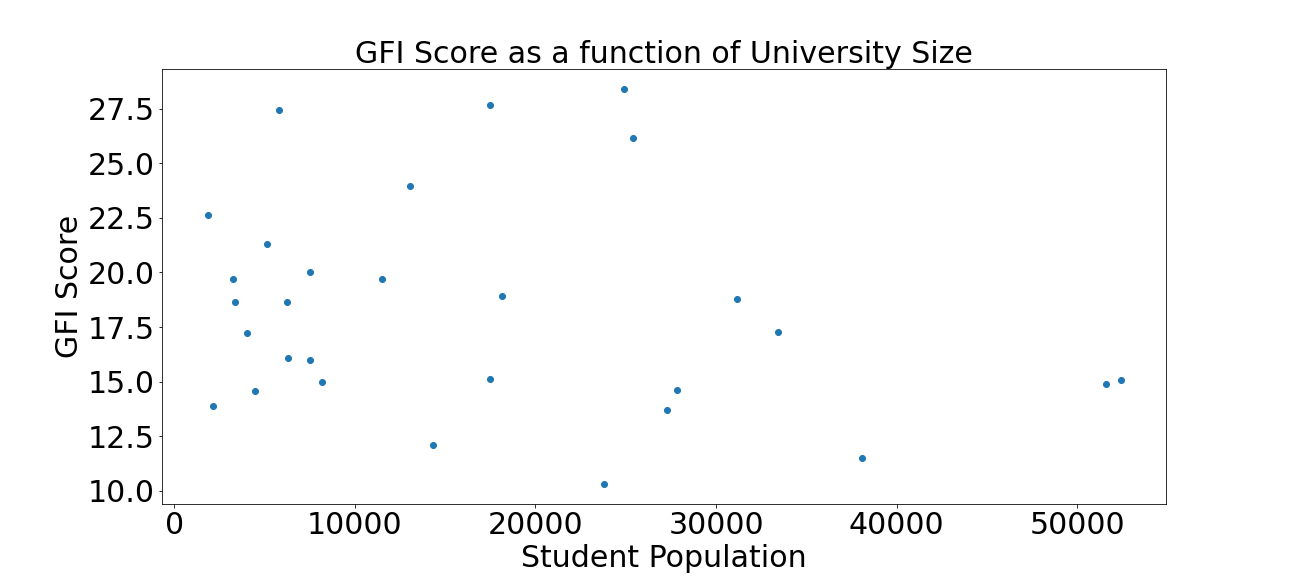 GFI Score as a function of University Size
GFI Score
27.5
25.0
22.5
20.0
17.5
15.0
12.5
10.0
0 10000 20000 30000 40000 50000
Student Population